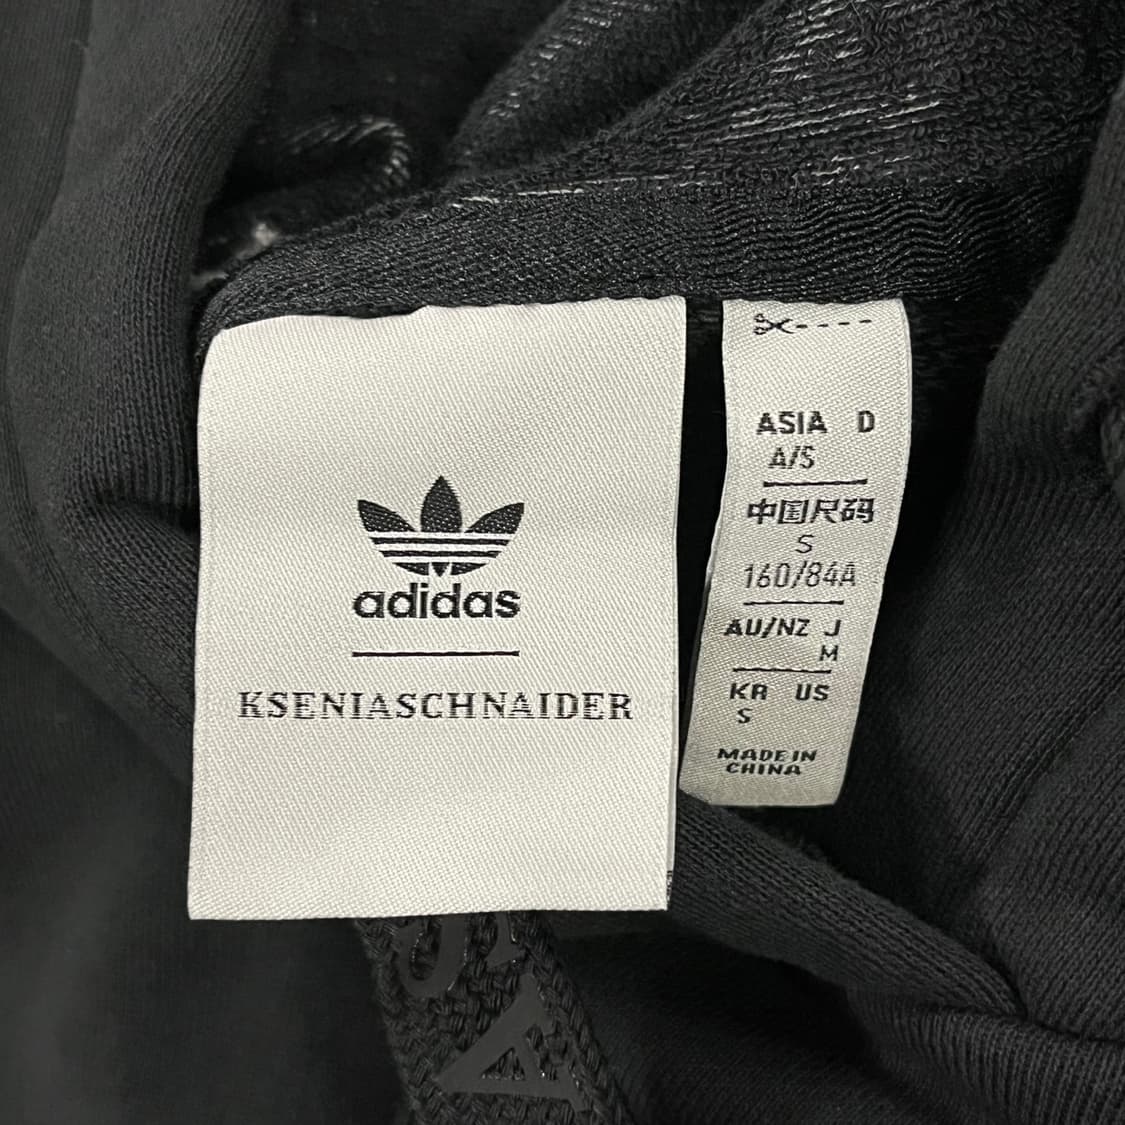 adidas
KSENIASCHNAIDER
ASIA D
A/S
中国尺码
S
160/84A
AU/NZ J
M
KR US
S
MADE IN
CHINA